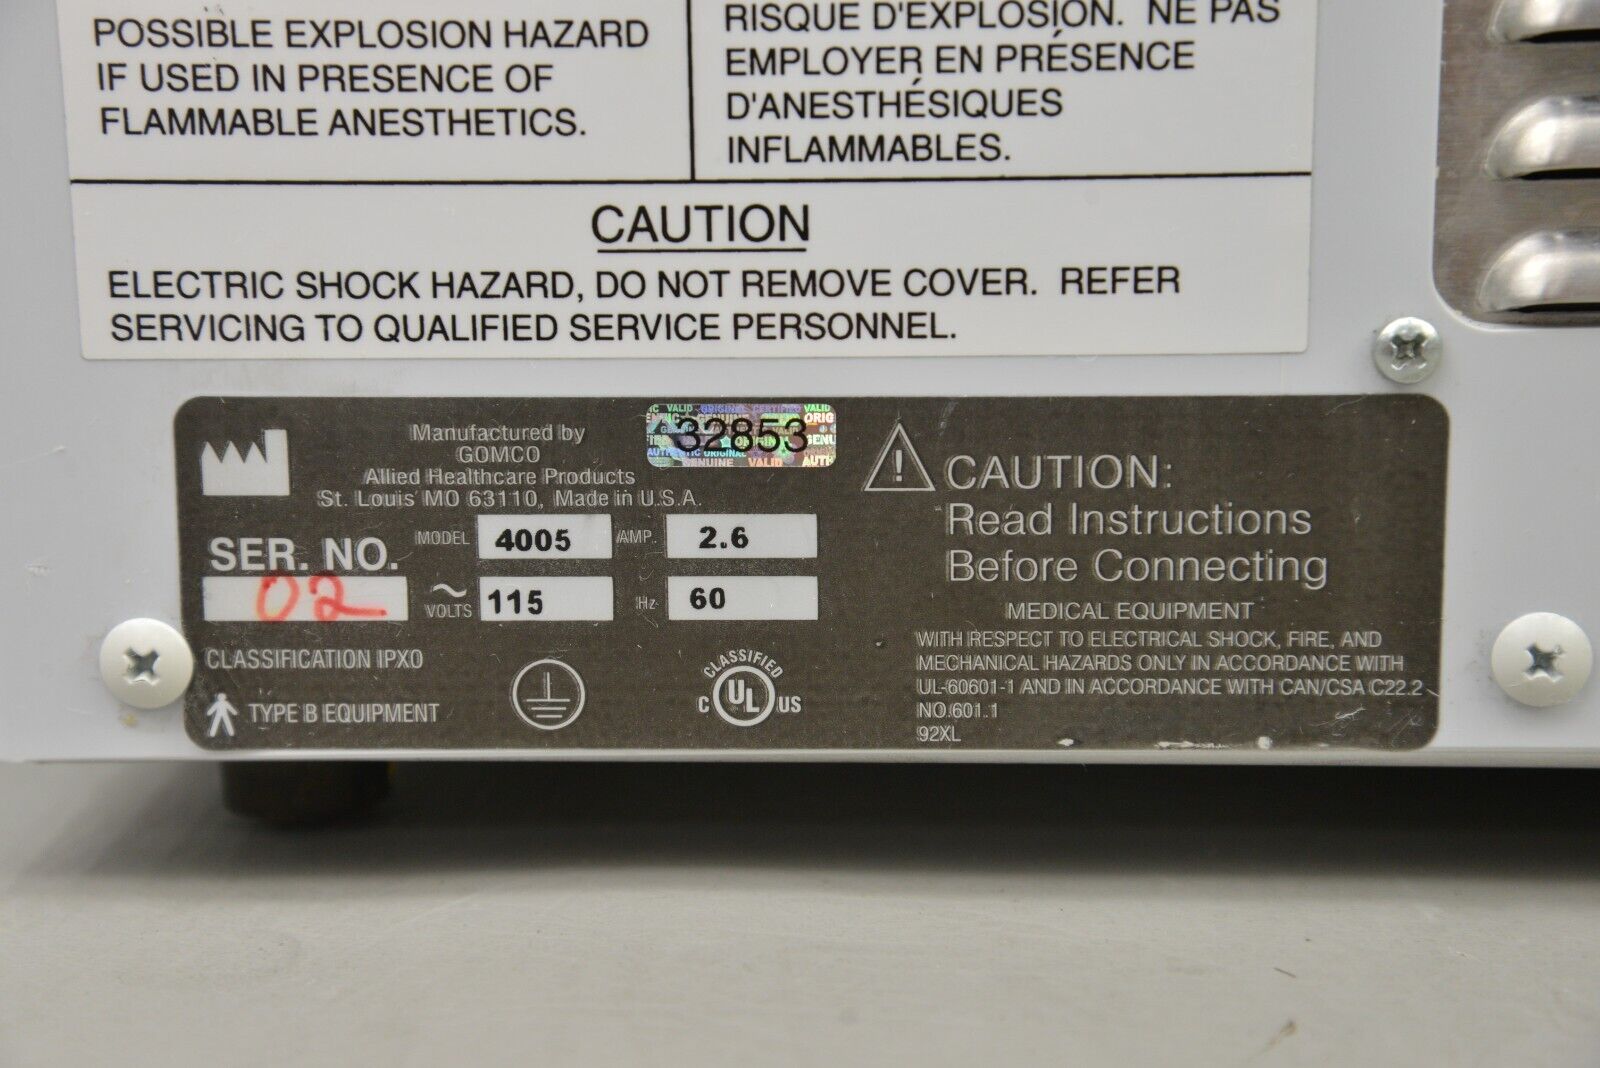 POSSIBLE EXPLOSION HAZARD
IF USED IN PRESENCE OF
FLAMMABLE ANESTHETICS.
RISQUE D'EXPLOSION. NE PAS
EMPLOYER EN PRÉSENCE
D'ANESTHÉSIQUES
INFLAMMABLES.
CAUTION
ELECTRIC SHOCK HAZARD, DO NOT REMOVE COVER. REFER
SERVICING TO QUALIFIED SERVICE PERSONNEL.
Manufactured by
GOMCO
Allied Healthcare Products
St. Louis MO 63110, Made in U.S.A.
32853
SER. NO.
02
MODEL 4005 AMP. 2.6
~
VOLTS 115 Hz 60
CLASSIFICATION IPX0
TYPE B EQUIPMENT
CLASSIFIED
C UL US
! CAUTION:
Read Instructions
Before Connecting
MEDICAL EQUIPMENT
WITH RESPECT TO ELECTRICAL SHOCK, FIRE, AND
MECHANICAL HAZARDS ONLY IN ACCORDANCE WITH
UL-60601-1 AND IN ACCORDANCE WITH CAN/CSA C22.2
NO.601.1
92XL